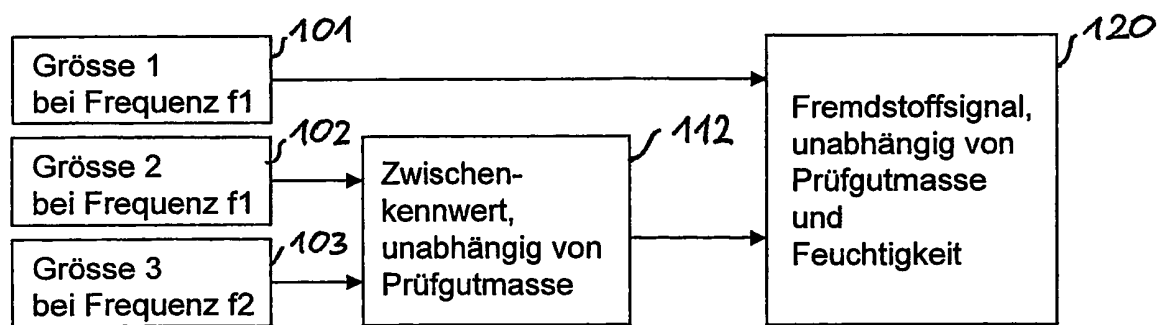 101
Grösse 1
bei Frequenz f1
102
Grösse 2
bei Frequenz f1
103
Grösse 3
bei Frequenz f2
112
Zwischen-
kennwert,
unabhängig von
Prüfgutmasse
120
Fremdstoffsignal,
unabhängig von
Prüfgutmasse
und
Feuchtigkeit